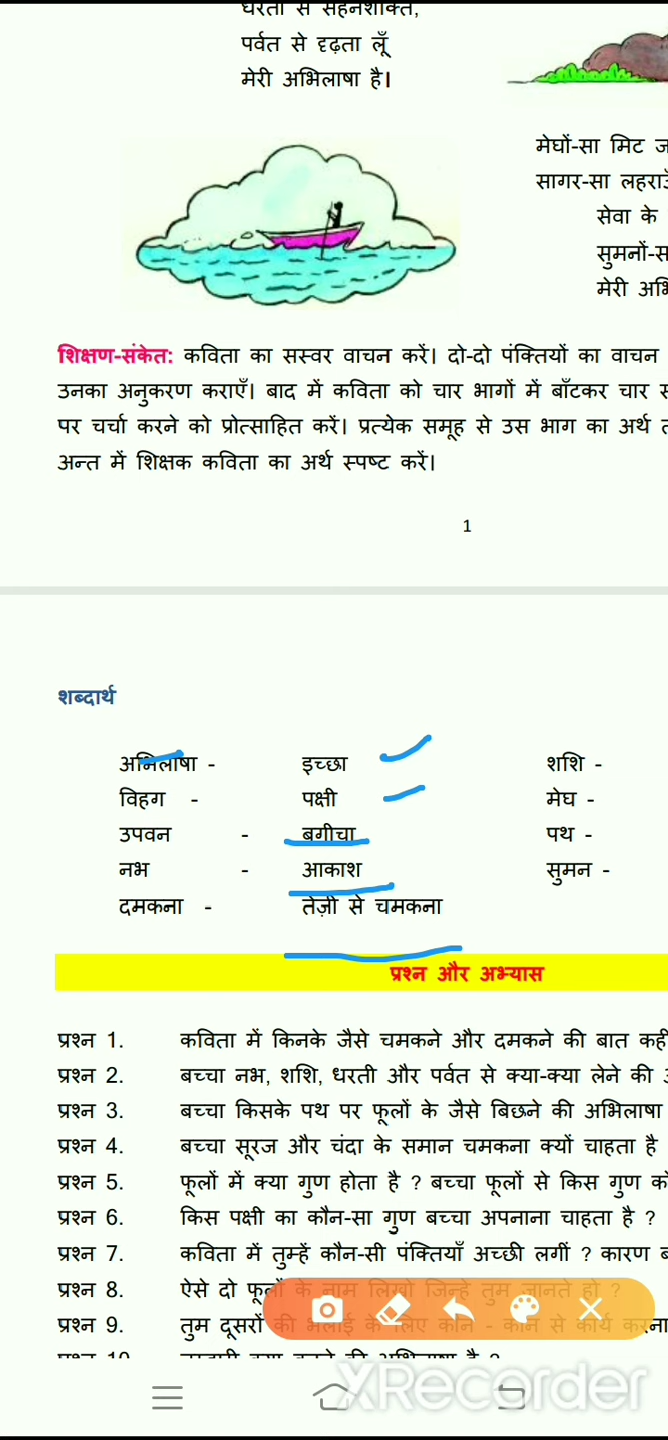 धरती से सहनशक्ति,
पर्वत से दृढ़ता लूँ
मेरी अभिलाषा है।
मेघों-सा मिट
सागर-सा
सेवा के
मेरी
शिक्षण-संकेत: कविता का सस्वर वाचन करें। दो-दो पंक्तियों का वाचन
उनका अनुकरण कराएँ। बाद में कविता को चार भागों में बाँटकर चार
पर चर्चा करने को प्रोत्साहित करें। प्रत्येक समूह से उस भाग का अर्थ
अन्त में शिक्षक कविता का अर्थ स्पष्ट करें।
1
शब्दार्थ
अभिलाषा - इच्छा शशि -
विहग - पक्षी मेघ -
उपवन - बगीचा पथ -
नभ - आकाश सुमन -
दमकना - तेज़ी से चमकना
प्रश्न और अभ्यास
प्रश्न 1. कविता में किनके जैसे चमकने और दमकने की बात
प्रश्न 2. बच्चा नभ, शशि, धरती और पर्वत से क्या-क्या लेने की
प्रश्न 3. बच्चा किसके पथ पर फूलों के जैसे बिछने की अभिलाषा
प्रश्न 4. बच्चा सूरज और चंदा के समान चमकना क्यों चाहता है
प्रश्न 5. फूलों में क्या गुण होता है ? बच्चा फूलों से किस गुण
प्रश्न 6. किस पक्षी का कौन-सा गुण बच्चा अपनाना चाहता है ?
प्रश्न 7. कविता में तुम्हें कौन-सी पंक्तियाँ अच्छी लगीं ? कारण
प्रश्न 8. ऐसे दो फूलों के नाम लिखो जिन्हें तुम जानते हो ?
प्रश्न 9. तुम दूसरों की भलाई के लिए कौन - कौन से कार्य
XRecorder